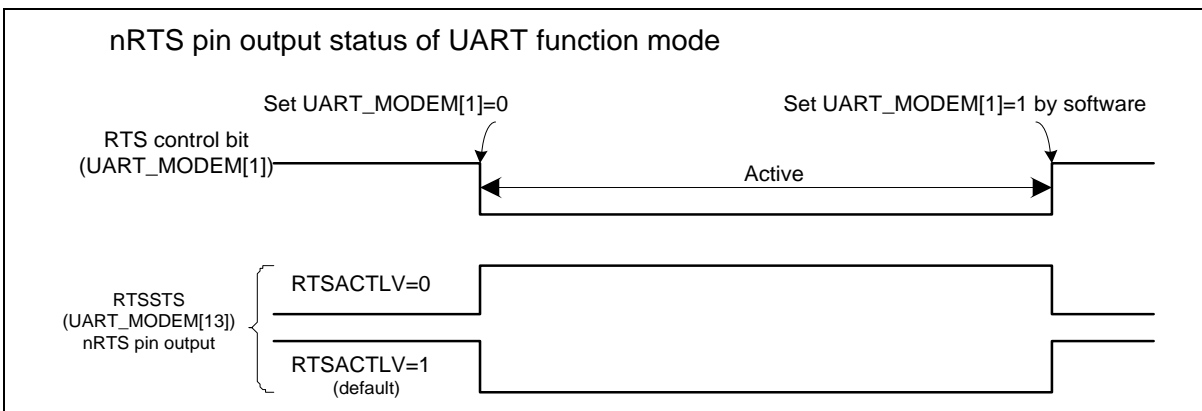 nRTS pin output status of UART function mode
Set UART_MODEM[1]=0
Set UART_MODEM[1]=1 by software
RTS control bit
(UART_MODEM[1])
Active
RTSACTLV=0
RTSSTS
(UART_MODEM[13])
nRTS pin output
RTSACTLV=1
(default)